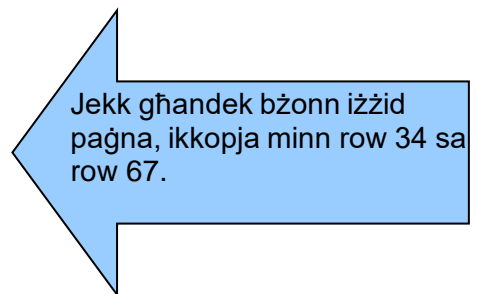 Jekk għandek bżonn iżżid
paġna, ikkopja minn row 34 sa
row 67.